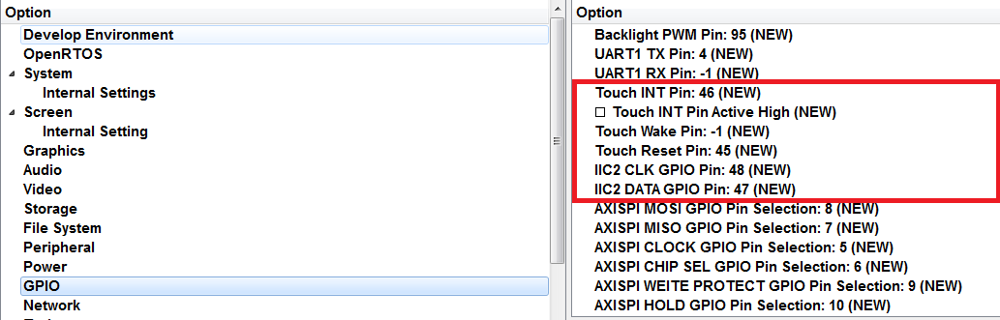 Option
Develop Environment
OpenRTOS
System
Internal Settings
Screen
Internal Setting
Graphics
Audio
Video
Storage
File System
Peripheral
Power
GPIO
Network
Option
Backlight PWM Pin: 95 (NEW)
UART1 TX Pin: 4 (NEW)
UART1 RX Pin: -1 (NEW)
Touch INT Pin: 46 (NEW)
Touch INT Pin Active High (NEW)
Touch Wake Pin: -1 (NEW)
Touch Reset Pin: 45 (NEW)
IIC2 CLK GPIO Pin: 48 (NEW)
IIC2 DATA GPIO Pin: 47 (NEW)
AXISPI MOSI GPIO Pin Selection: 8 (NEW)
AXISPI MISO GPIO Pin Selection: 7 (NEW)
AXISPI CLOCK GPIO Pin Selection: 5 (NEW)
AXISPI CHIP SEL GPIO Pin Selection: 6 (NEW)
AXISPI WEITE PROTECT GPIO Pin Selection: 9 (NEW)
AXISPI HOLD GPIO Pin Selection: 10 (NEW)